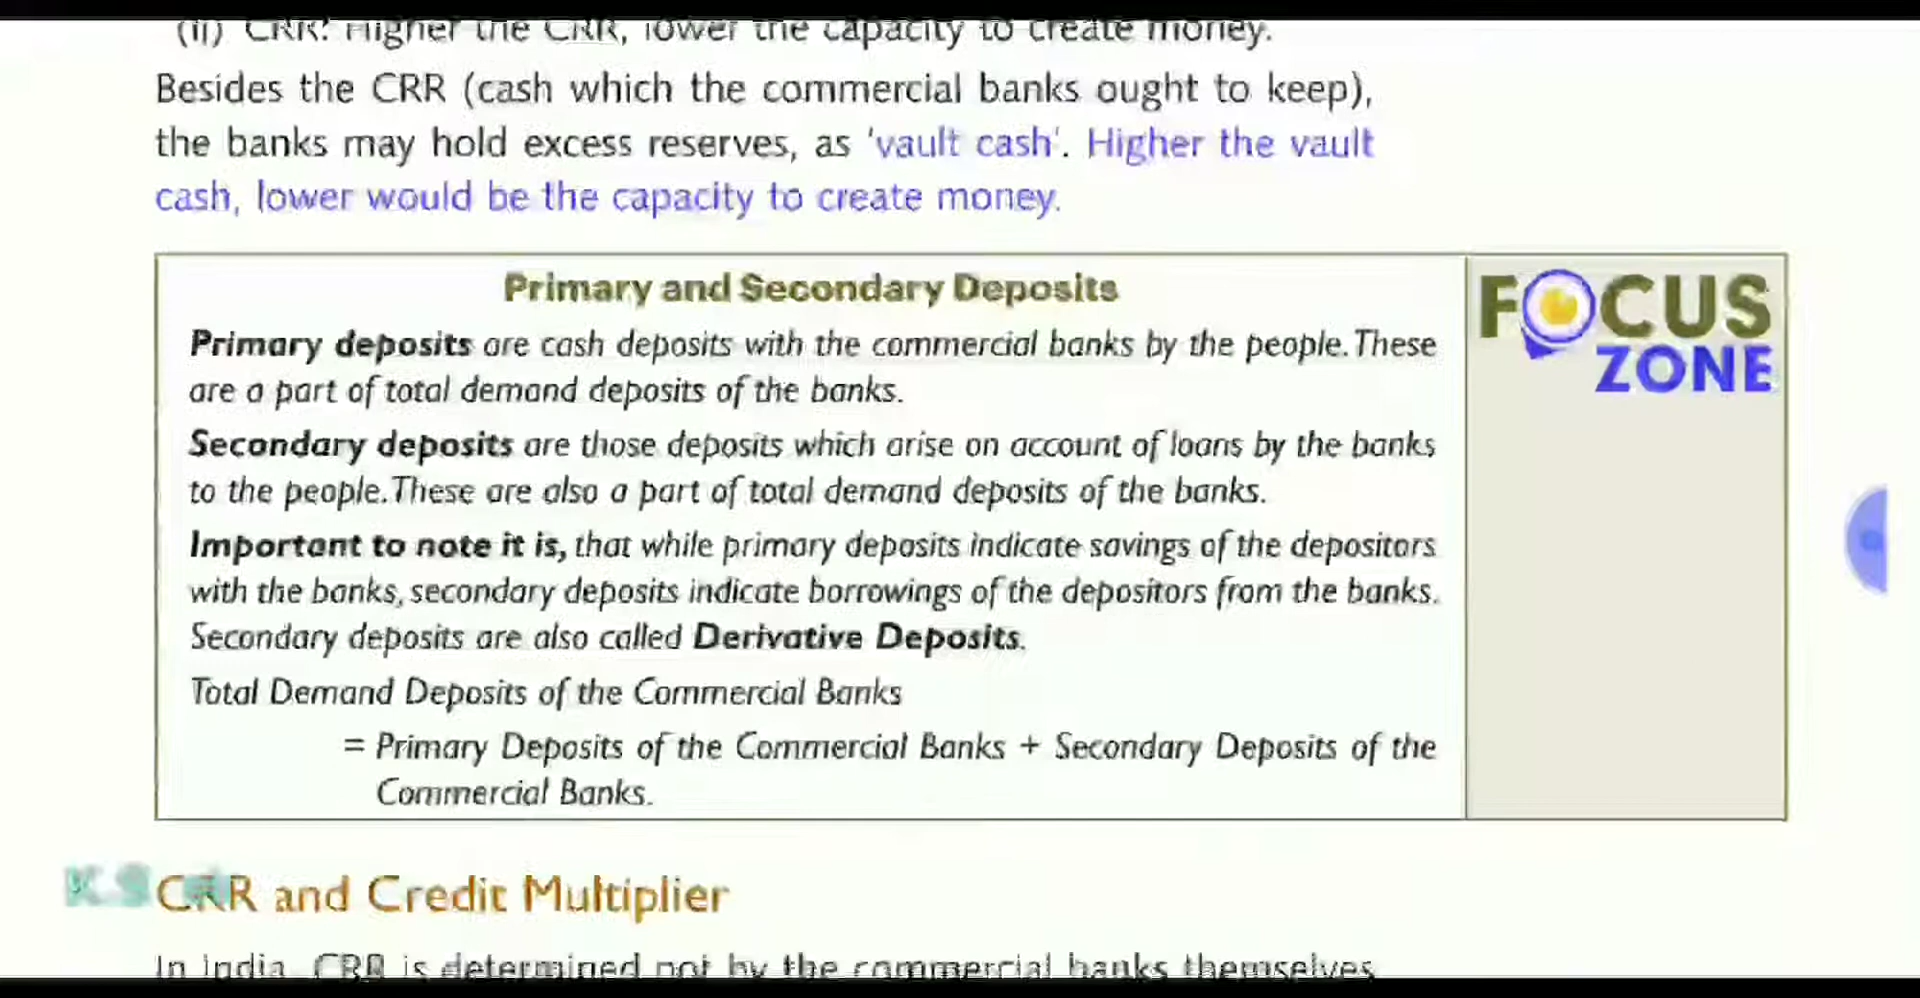 (ii) CRR: Higher the CRR, lower the capacity to create money.
Besides the CRR (cash which the commercial banks ought to keep),
the banks may hold excess reserves, as 'vault cash'. Higher the vault
cash, lower would be the capacity to create money.
Primary and Secondary Deposits
Primary deposits are cash deposits with the commercial banks by the people. These
are a part of total demand deposits of the banks.
Secondary deposits are those deposits which arise on account of loans by the banks
to the people. These are also a part of total demand deposits of the banks.
Important to note it is, that while primary deposits indicate savings of the depositors
with the banks, secondary deposits indicate borrowings of the depositors from the banks.
Secondary deposits are also called Derivative Deposits.
Total Demand Deposits of the Commercial Banks
= Primary Deposits of the Commercial Banks + Secondary Deposits of the
Commercial Banks.
FOCUS
ZONE
CRR and Credit Multiplier
In India, CRR is determined not by the commercial banks themselves